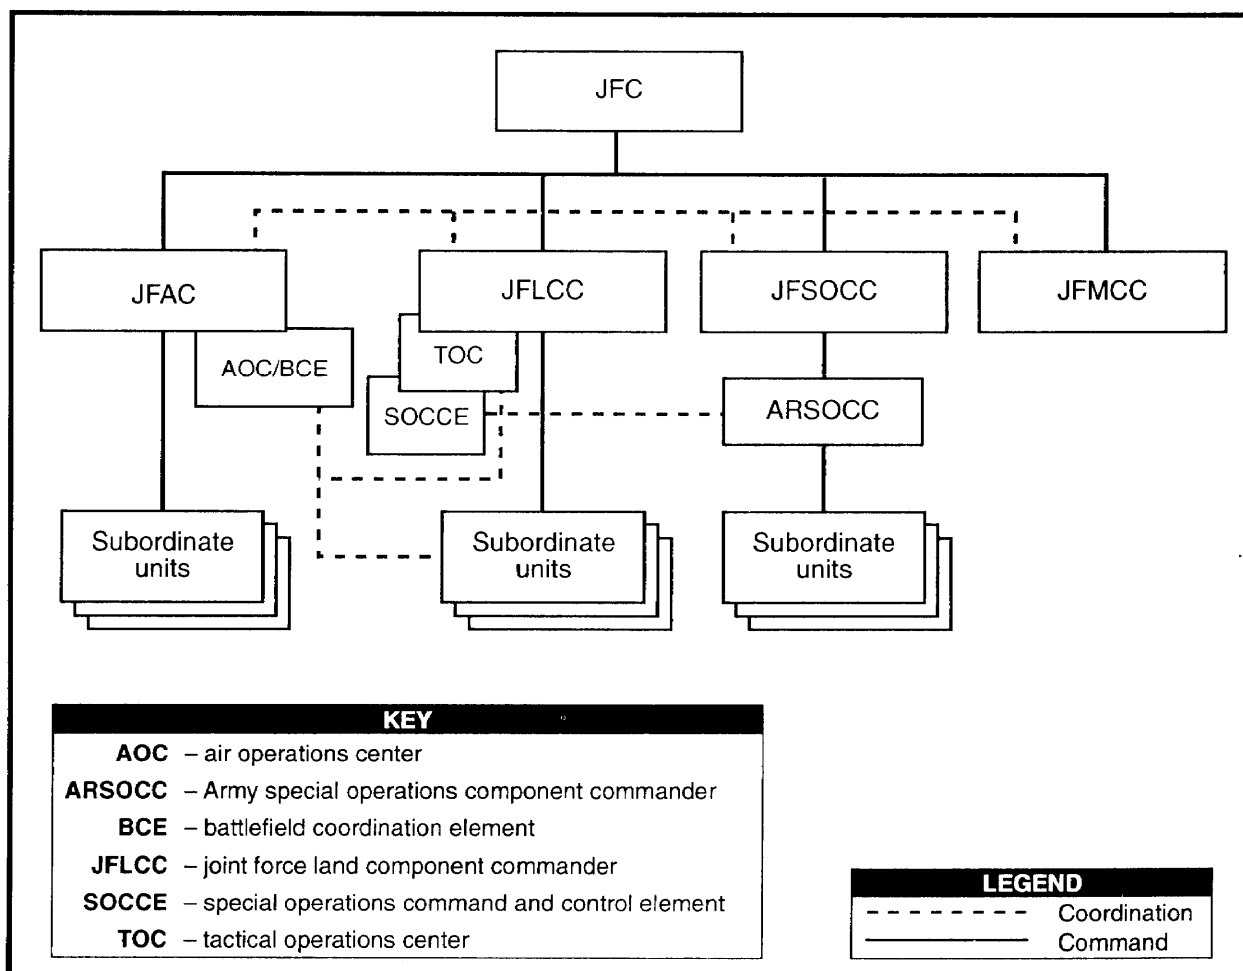 JFC
JFAC
JFLCC
JFSOCC
JFMCC
AOC/BCE
TOC
SOCCE
ARSOCC
Subordinate
units
Subordinate
units
Subordinate
units
KEY
AOC – air operations center
ARSOCC – Army special operations component commander
BCE – battlefield coordination element
JFLCC – joint force land component commander
SOCCE – special operations command and control element
TOC – tactical operations center
LEGEND
Coordination
Command